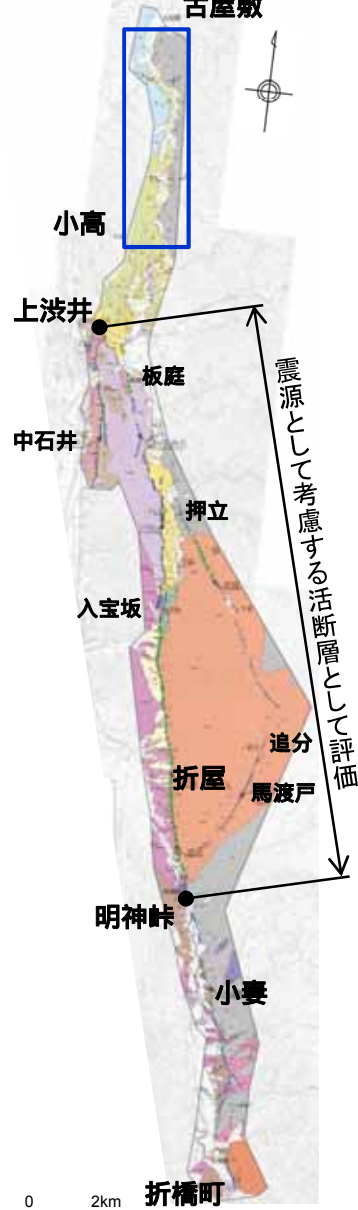 古屋敷
小高
上渋井
板庭
中石井
押立
入宝坂
震源として考慮する活断層として評価
追分
折屋
馬渡戸
明神峠
小妻
折橋町
0 2km